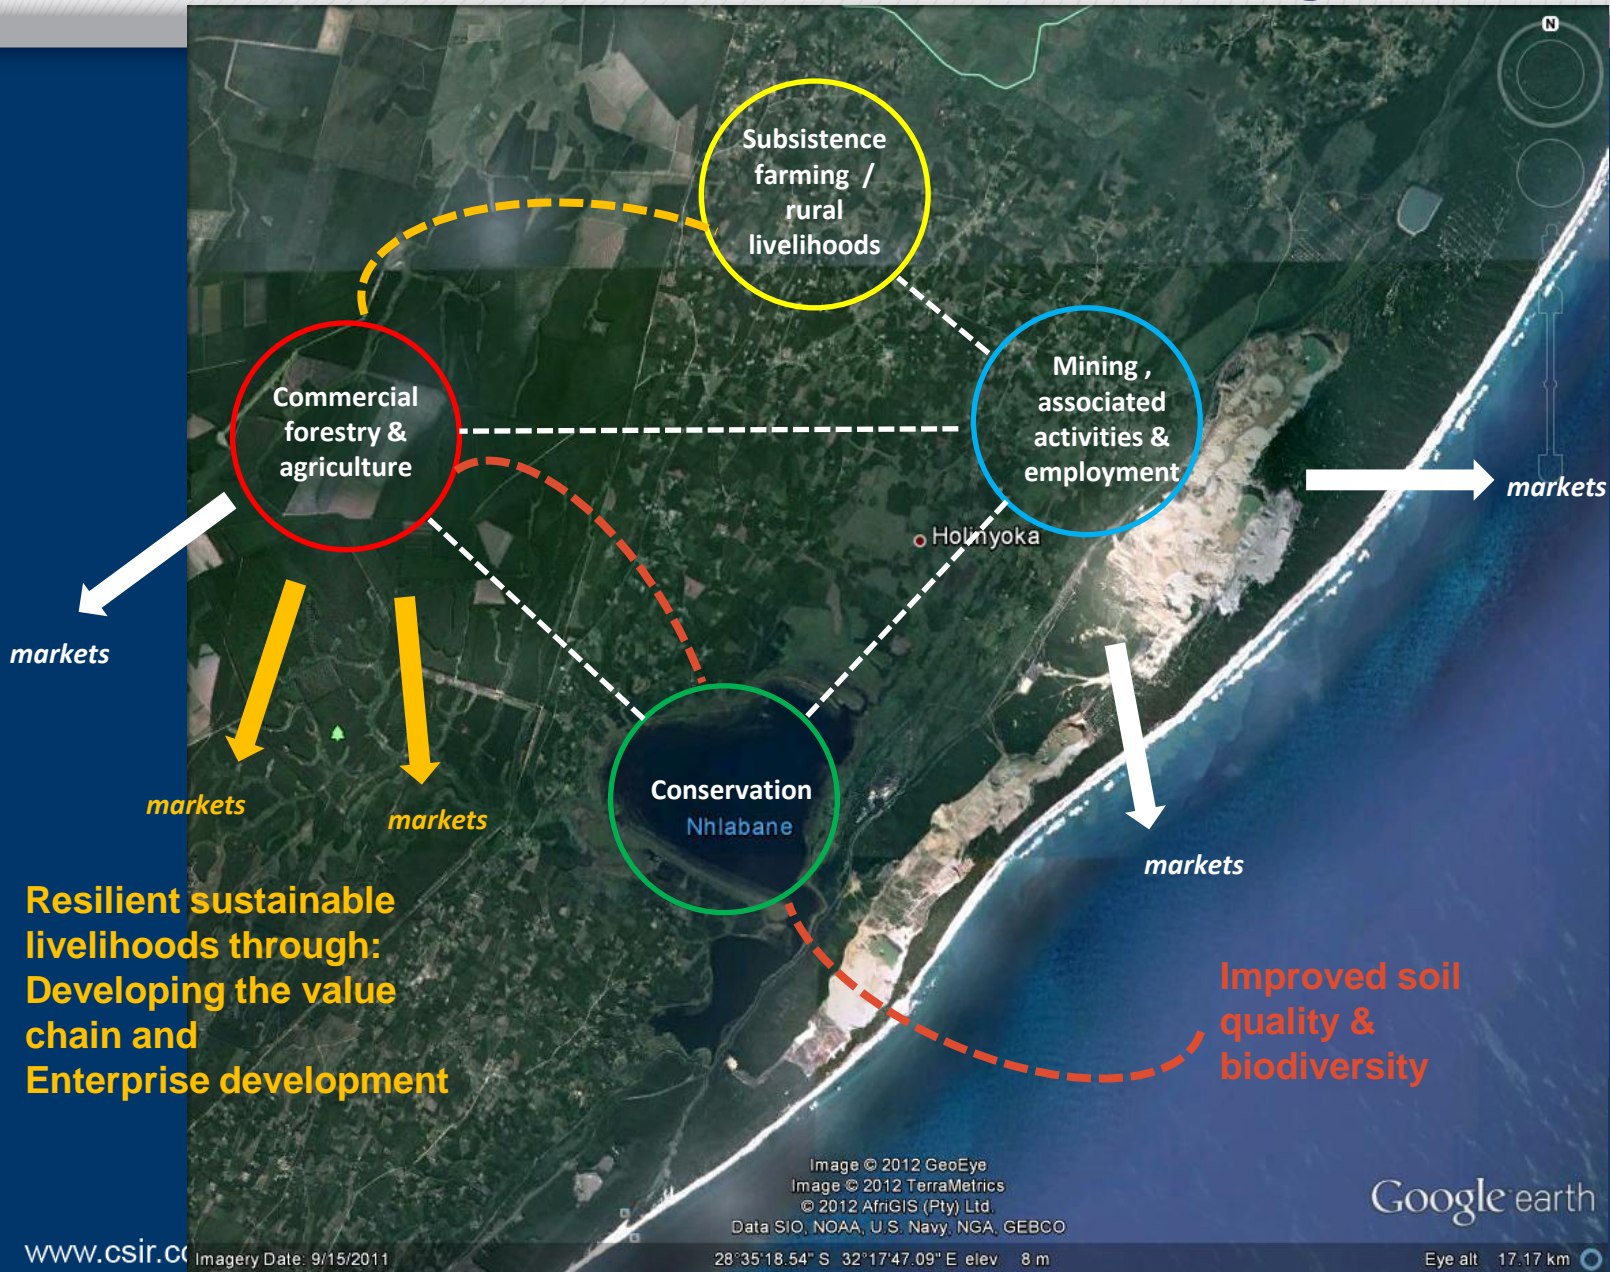 N
Subsistence
farming /
rural
livelihoods
Commercial
forestry &
agriculture
Mining ,
associated
activities &
employment
markets
Holinyoka
markets
markets
markets
Conservation
Nhlabane
markets
Resilient sustainable
livelihoods through:
Developing the value
chain and
Enterprise development
Improved soil
quality &
biodiversity
Image © 2012 GeoEye
Image © 2012 TerraMetrics
© 2012 AfriGIS (Pty) Ltd.
Data SIO, NOAA, U.S. Navy, NGA, GEBCO
Google earth
www.csir.co
Imagery Date: 9/15/2011
28°35'18.54" S 32°17'47.09" E elev 8 m
Eye alt 17.17 km